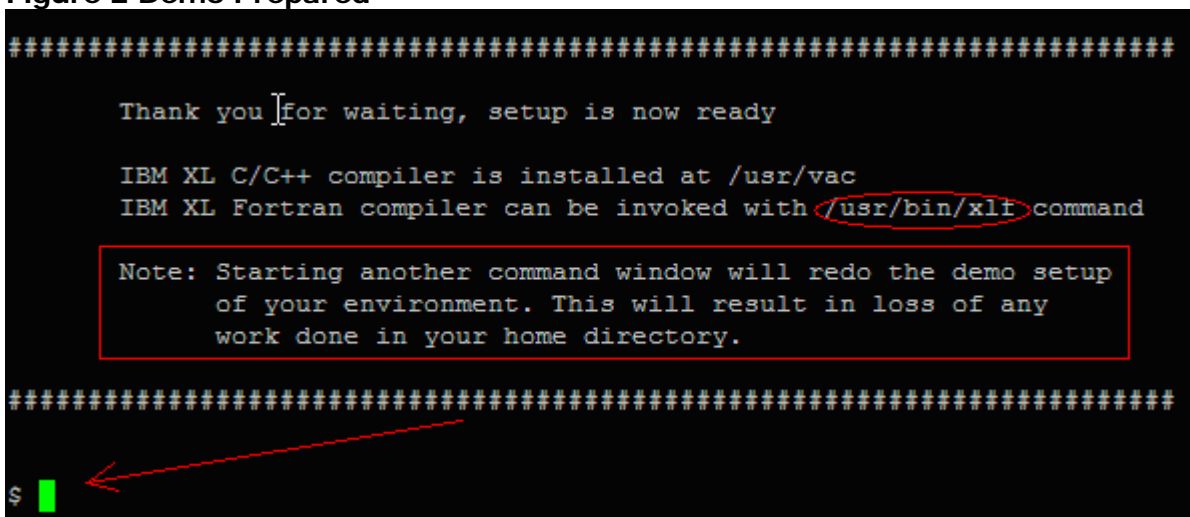 Figure 2 Demo Prepared
#########################################################################
Thank you for waiting, setup is now ready
IBM XL C/C++ compiler is installed at /usr/vac
IBM XL Fortran compiler can be invoked with /usr/bin/xlf command
Note: Starting another command window will redo the demo setup
of your environment. This will result in loss of any
work done in your home directory.
#########################################################################
$